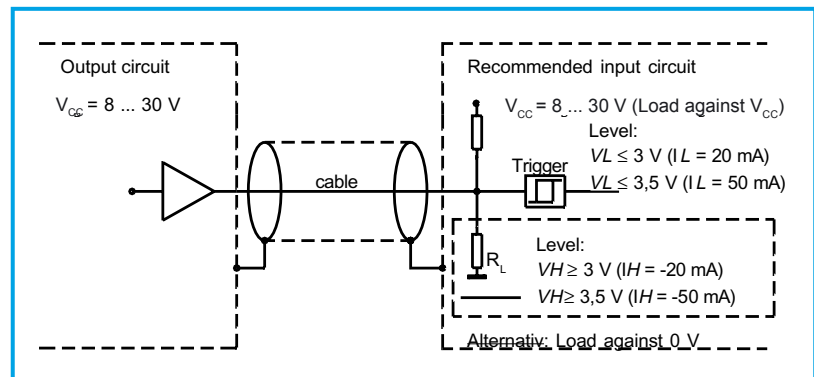 Output circuit
V_CC = 8 ... 30 V
cable
Recommended input circuit
V_CC = 8 ... 30 V (Load against V_CC)
Level:
VL ≤ 3 V (IL = 20 mA)
VL ≤ 3,5 V (IL = 50 mA)
Trigger
R_L
Level:
VH ≥ 3 V (IH = -20 mA)
VH ≥ 3,5 V (IH = -50 mA)
Alternativ: Load against 0 V